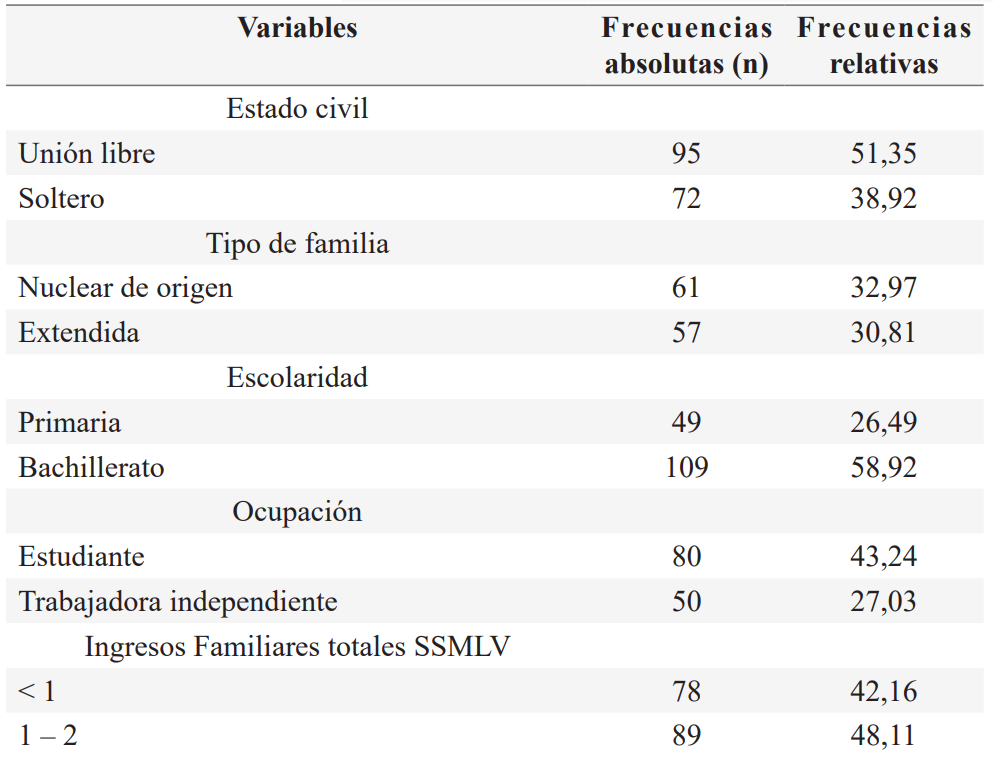 Variables Frecuencias absolutas (n) Frecuencias relativas
Estado civil
Unión libre 95 51,35
Soltero 72 38,92
Tipo de familia
Nuclear de origen 61 32,97
Extendida 57 30,81
Escolaridad
Primaria 49 26,49
Bachillerato 109 58,92
Ocupación
Estudiante 80 43,24
Trabajadora independiente 50 27,03
Ingresos Familiares totales SSMLV
< 1 78 42,16
1 – 2 89 48,11